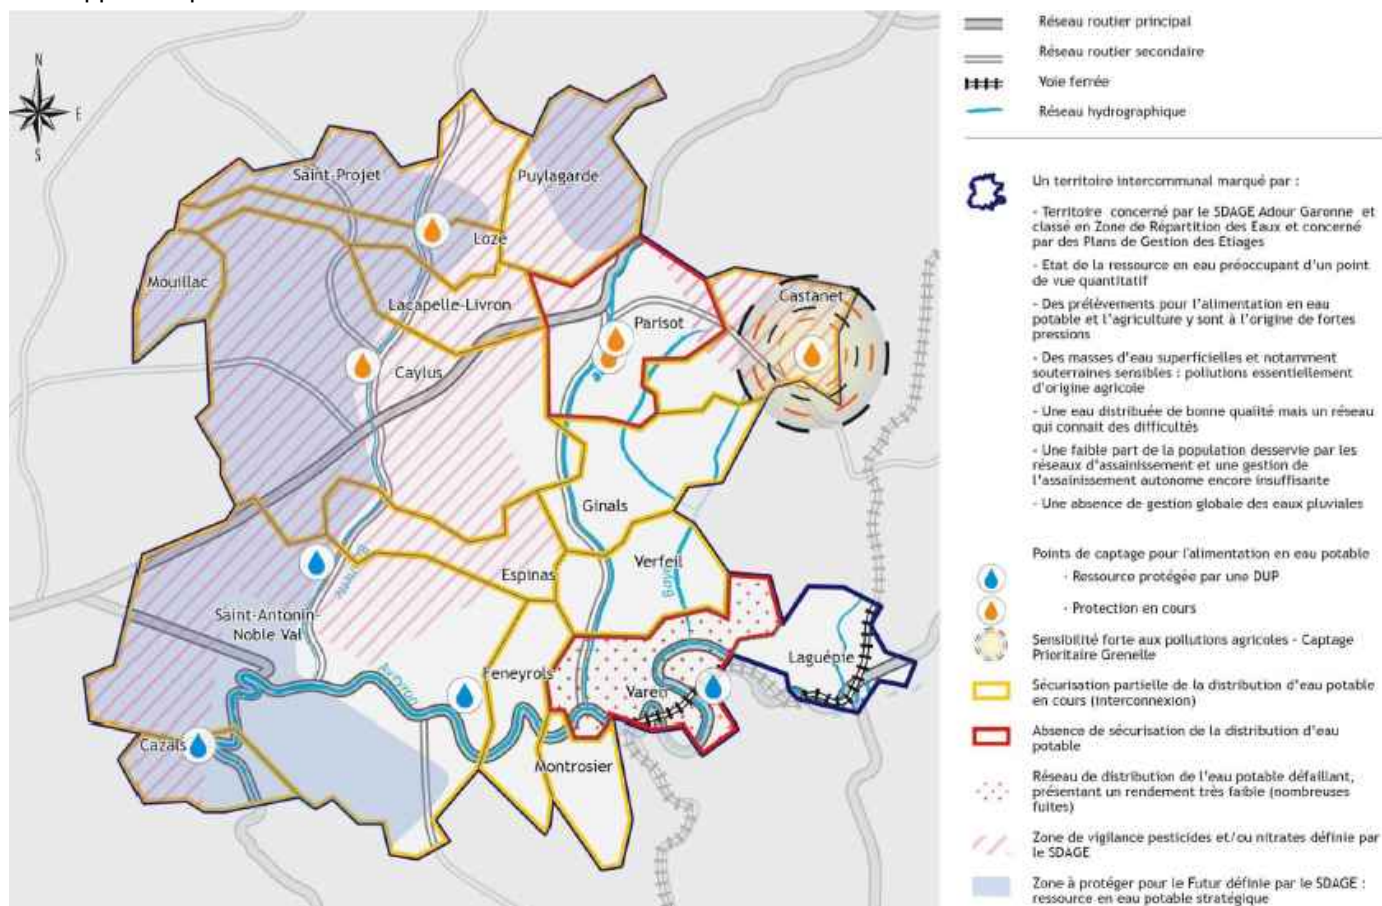 Réseau routier principal
Réseau routier secondaire
Voie ferrée
Réseau hydrographique
Un territoire intercommunal marqué par :
- Territoire concerné par le SDAGE Adour Garonne et
classé en Zone de Répartition des Eaux et concerné
par des Plans de Gestion des Etiages
- Etat de la ressource en eau préoccupant d'un point
de vue quantitatif
- Des prélèvements pour l'alimentation en eau
potable et l'agriculture y sont à l'origine de fortes
pressions
- Des masses d'eau superficielles et notamment
souterraines sensibles : pollutions essentiellement
d'origine agricole
- Une eau distribuée de bonne qualité mais un réseau
qui connait des difficultés
- Une faible part de la population desservie par les
réseaux d'assainissement et une gestion de
l'assainissement autonome encore insuffisante
- Une absence de gestion globale des eaux pluviales
Points de captage pour l'alimentation en eau potable
- Ressource protégée par une DUP
- Protection en cours
Sensibilité forte aux pollutions agricoles - Captage
Prioritaire Grenelle
Sécurisation partielle de la distribution d'eau potable
en cours (interconnexion)
Absence de sécurisation de la distribution d'eau
potable
Réseau de distribution de l'eau potable défaillant,
présentant un rendement très faible (nombreuses
fuites)
Zone de vigilance pesticides et/ou nitrates définie par
le SDAGE
Zone à protéger pour le Futur définie par le SDAGE :
ressource en eau potable stratégique
N
E
S
Saint-Projet
Puylagarde
Loze
Mouillac
Lacapelle-Livron
Castanet
Parisot
Caylus
Ginals
Verfeil
Espinas
Bonnette
Saint-Antonin-
Noble Val
Laguépie
Feneyrols
Varen
Aveyron
Cazals
Montrosier